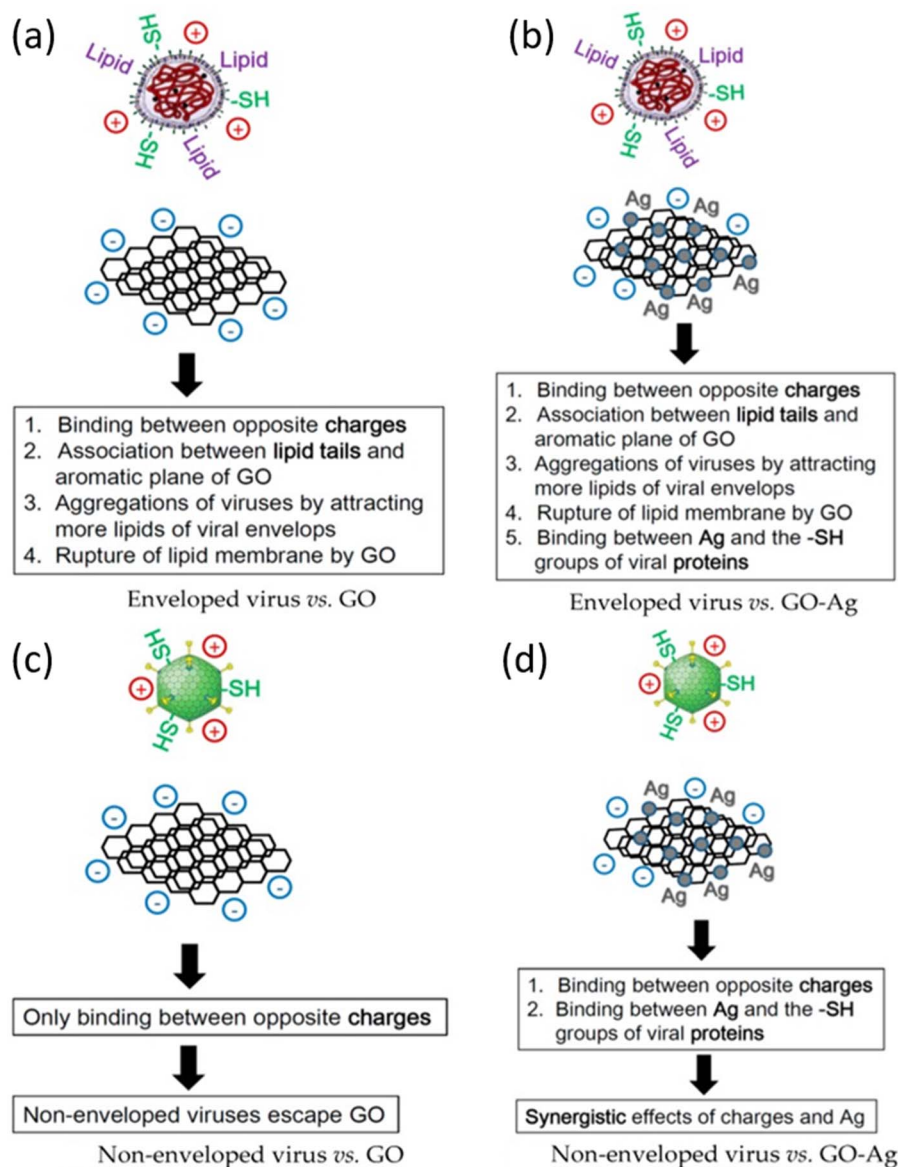 (a)
-SH
+
Lipid
Lipid
-SH
+
+
-SH
Lipid
-
-
-
-
-
-
-
-
1. Binding between opposite charges
2. Association between lipid tails and
aromatic plane of GO
3. Aggregations of viruses by attracting
more lipids of viral envelops
4. Rupture of lipid membrane by GO
Enveloped virus vs. GO
(b)
-SH
+
Lipid
Lipid
-SH
+
+
-SH
Lipid
Ag
-
Ag
-
-
-
-
Ag
Ag
Ag
1. Binding between opposite charges
2. Association between lipid tails and
aromatic plane of GO
3. Aggregations of viruses by attracting
more lipids of viral envelops
4. Rupture of lipid membrane by GO
5. Binding between Ag and the -SH
groups of viral proteins
Enveloped virus vs. GO-Ag
(c)
-SH
+
+
-SH
-SH
+
-
-
-
-
-
-
-
-
Only binding between opposite charges
Non-enveloped viruses escape GO
Non-enveloped virus vs. GO
(d)
-SH
+
+
-SH
-SH
+
Ag
-
Ag
-
-
-
-
Ag
Ag
Ag
1. Binding between opposite charges
2. Binding between Ag and the -SH
groups of viral proteins
Synergistic effects of charges and Ag
Non-enveloped virus vs. GO-Ag